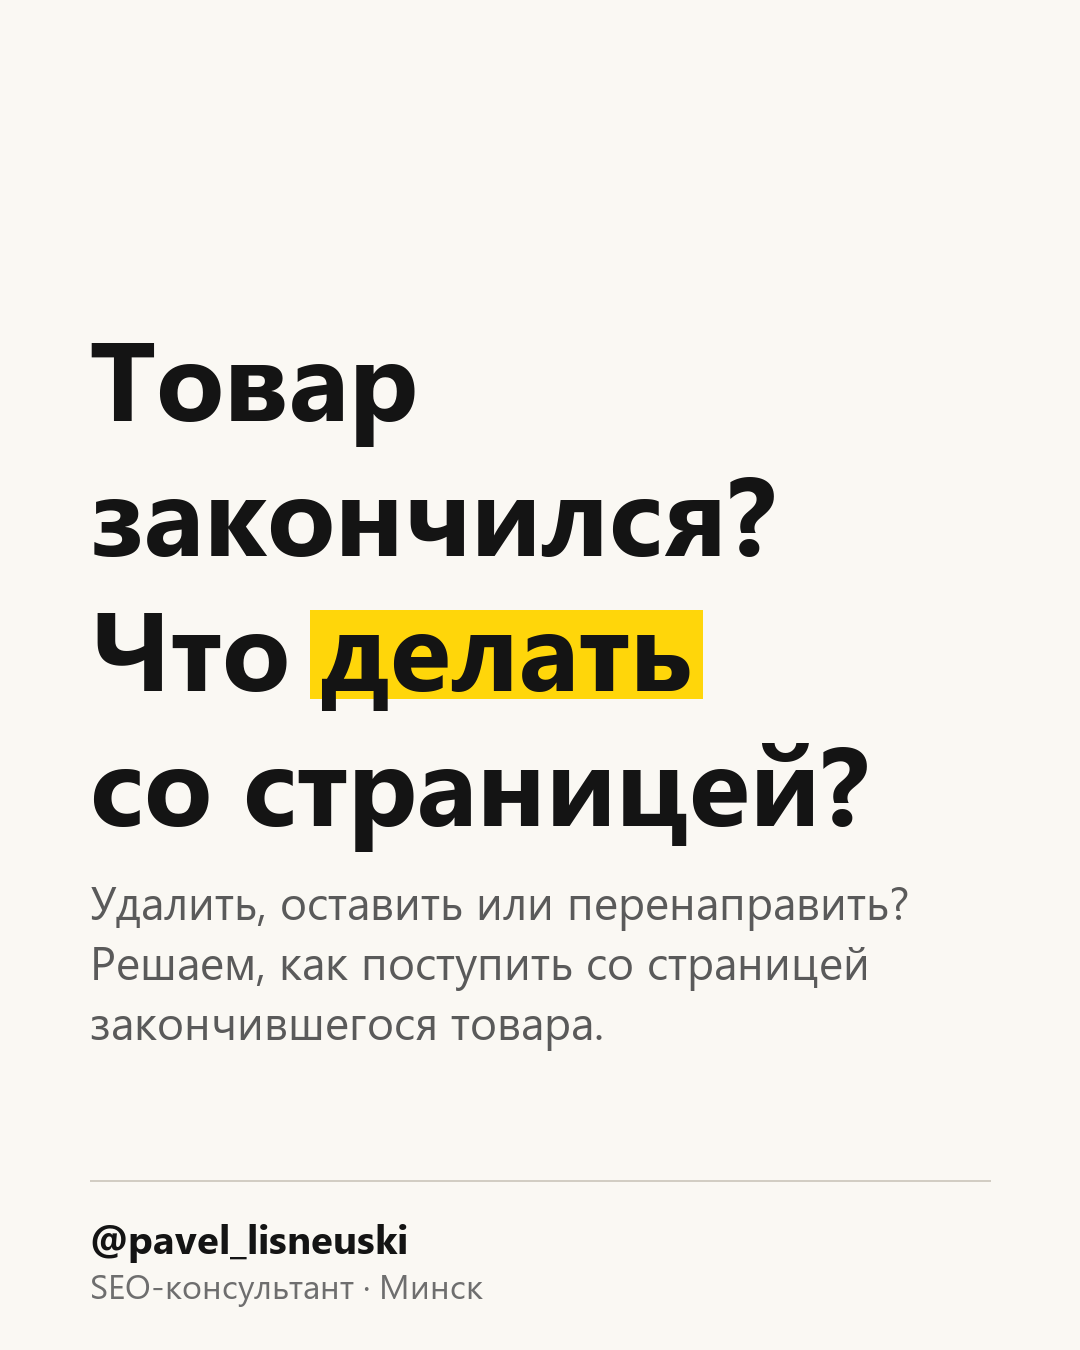 Товар
закончился?
Что делать
со страницей?
Удалить, оставить или перенаправить?
Решаем, как поступить со страницей
закончившегося товара.
@pavel_lisneuski
SEO-консультант · Минск